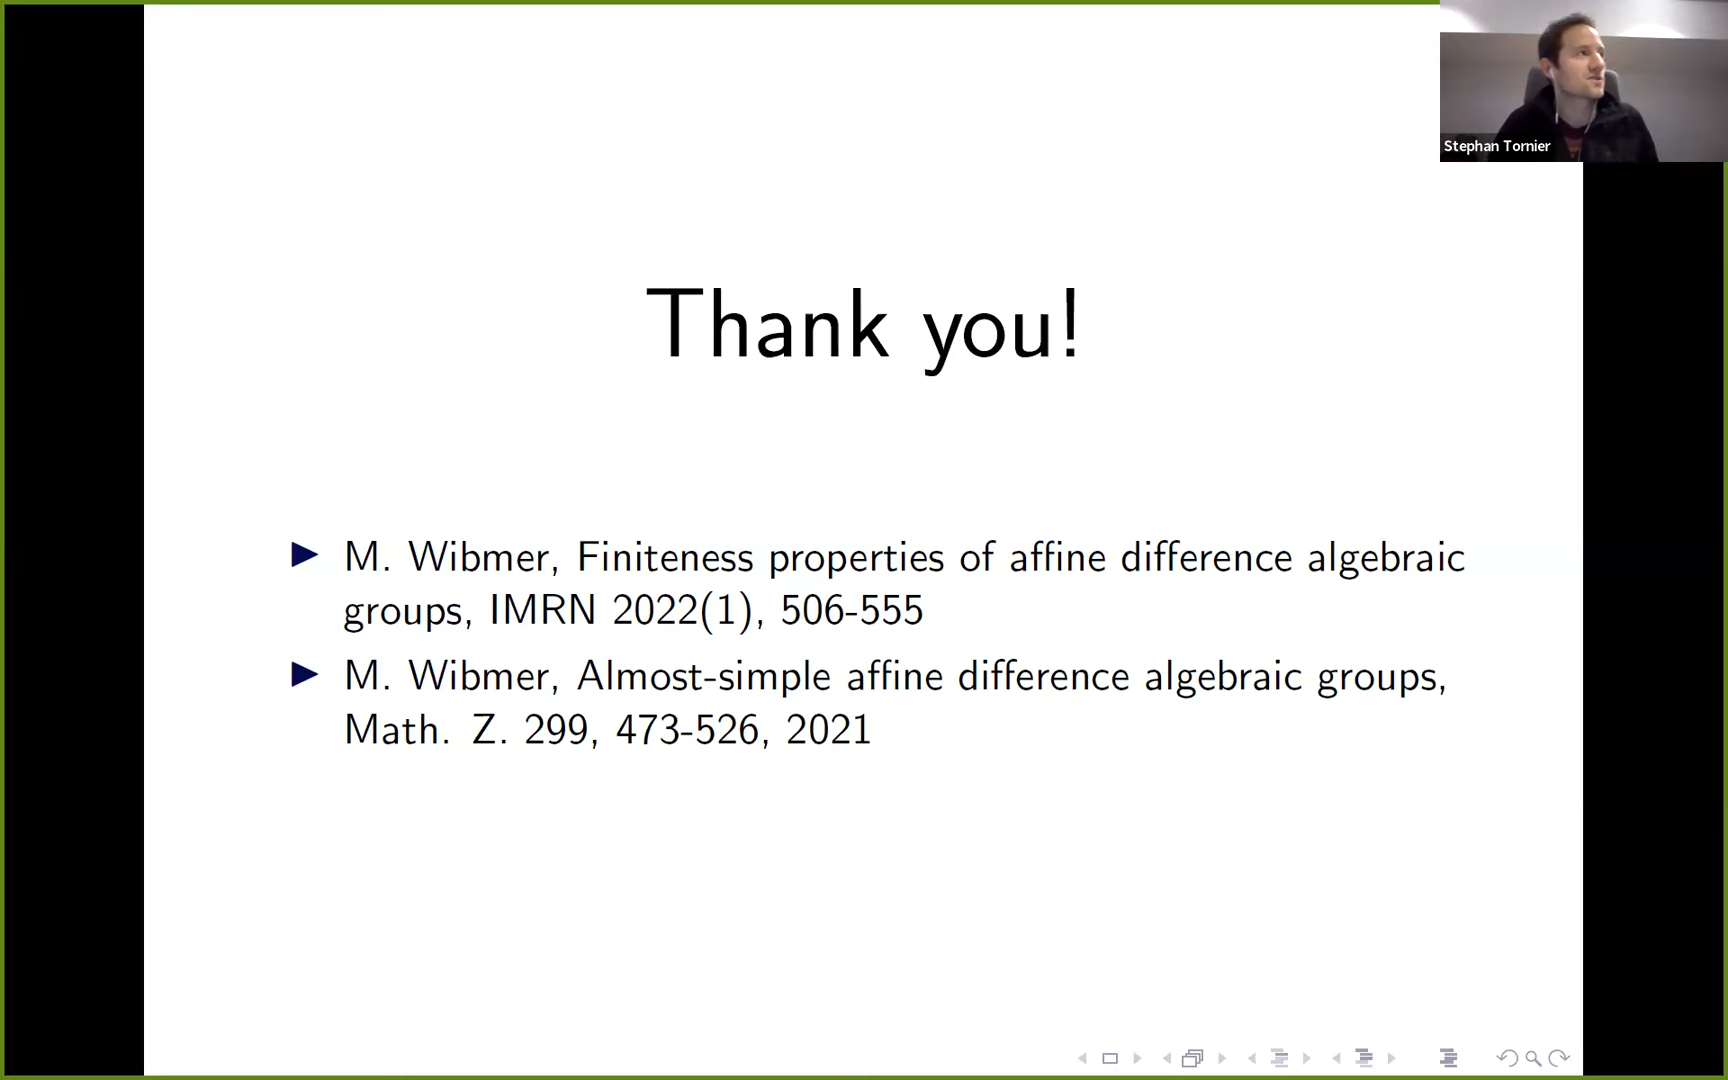 Stephan Tornier
Thank you!
M. Wibmer, Finiteness properties of affine difference algebraic
groups, IMRN 2022(1), 506-555
M. Wibmer, Almost-simple affine difference algebraic groups,
Math. Z. 299, 473-526, 2021